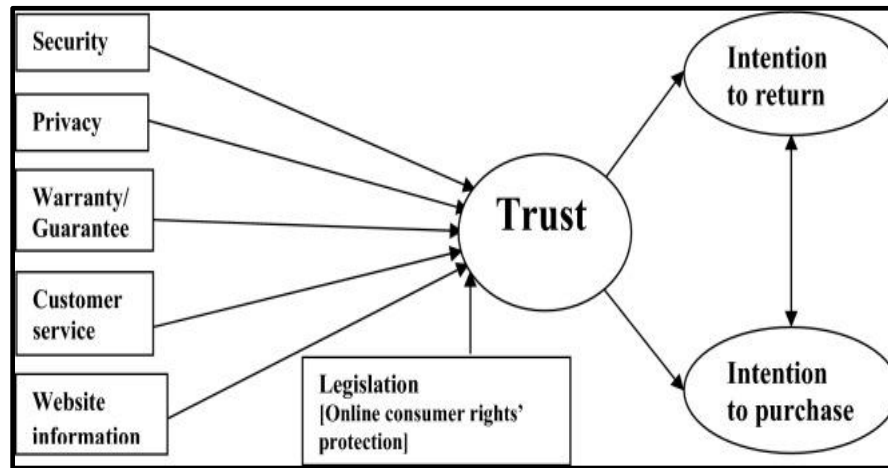 Security
Privacy
Warranty/
Guarantee
Customer
service
Website
information
Legislation
[Online consumer rights’
protection]
Trust
Intention
to return
Intention
to purchase